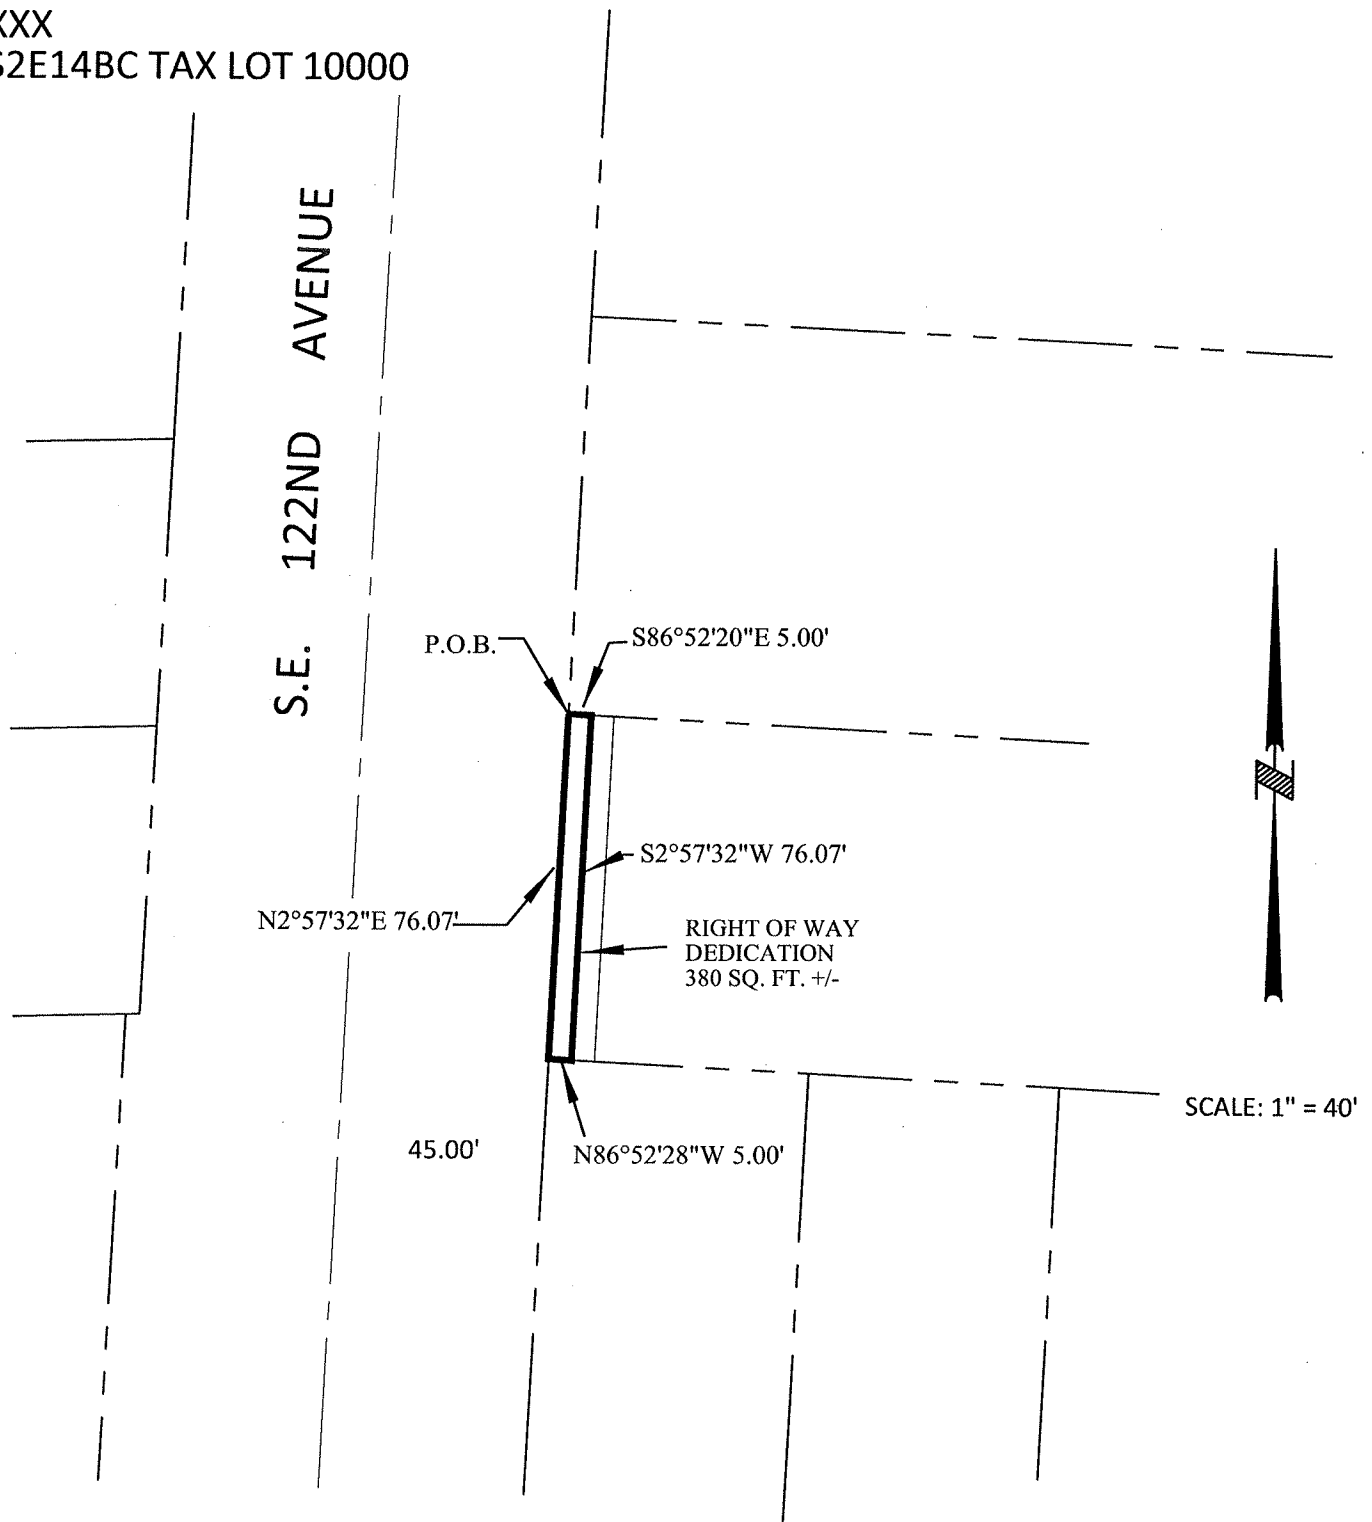 XXX
S2E14BC TAX LOT 10000
S.E. 122ND AVENUE
P.O.B.
S86°52'20"E 5.00'
S2°57'32"W 76.07'
N2°57'32"E 76.07'
RIGHT OF WAY
DEDICATION
380 SQ. FT. +/-
SCALE: 1" = 40'
45.00'
N86°52'28"W 5.00'